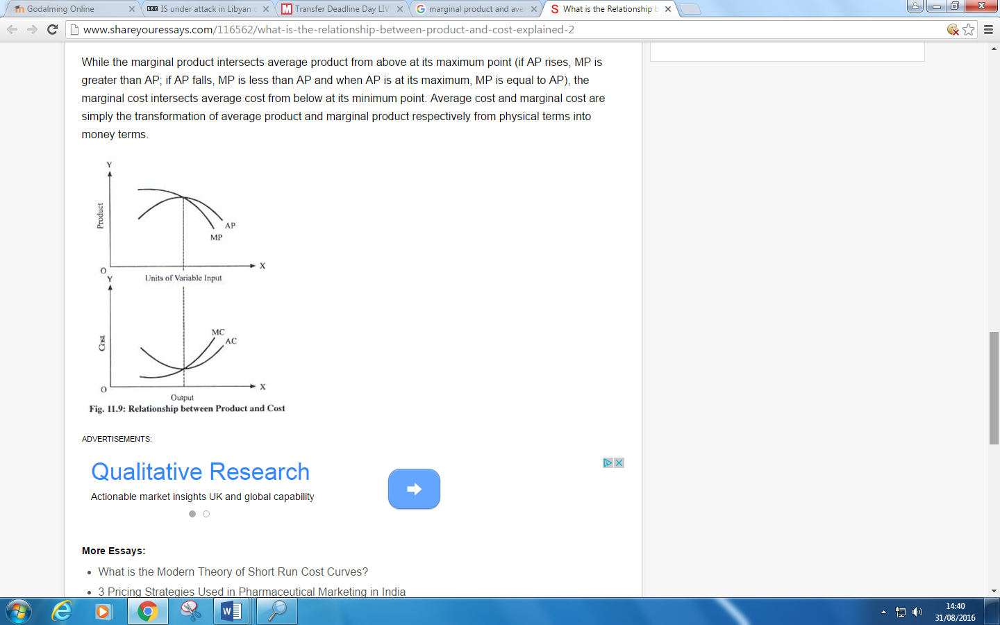 Godalming Online
BBC IS under attack in Libyan
M Transfer Deadline Day LIV
G marginal product and ave
S What is the Relationship b
www.shareyouressays.com/116562/what-is-the-relationship-between-product-and-cost-explained-2
While the marginal product intersects average product from above at its maximum point (if AP rises, MP is
greater than AP; if AP falls, MP is less than AP and when AP is at its maximum, MP is equal to AP), the
marginal cost intersects average cost from below at its minimum point. Average cost and marginal cost are
simply the transformation of average product and marginal product respectively from physical terms into
money terms.
Y
Product
AP
MP
O
X
Units of Variable Input
Y
Cost
MC
AC
O
X
Output
Fig. 11.9: Relationship between Product and Cost
ADVERTISEMENTS:
Qualitative Research
Actionable market insights UK and global capability
More Essays:
• What is the Modern Theory of Short Run Cost Curves?
• 3 Pricing Strategies Used in Pharmaceutical Marketing in India
14:40
31/08/2016